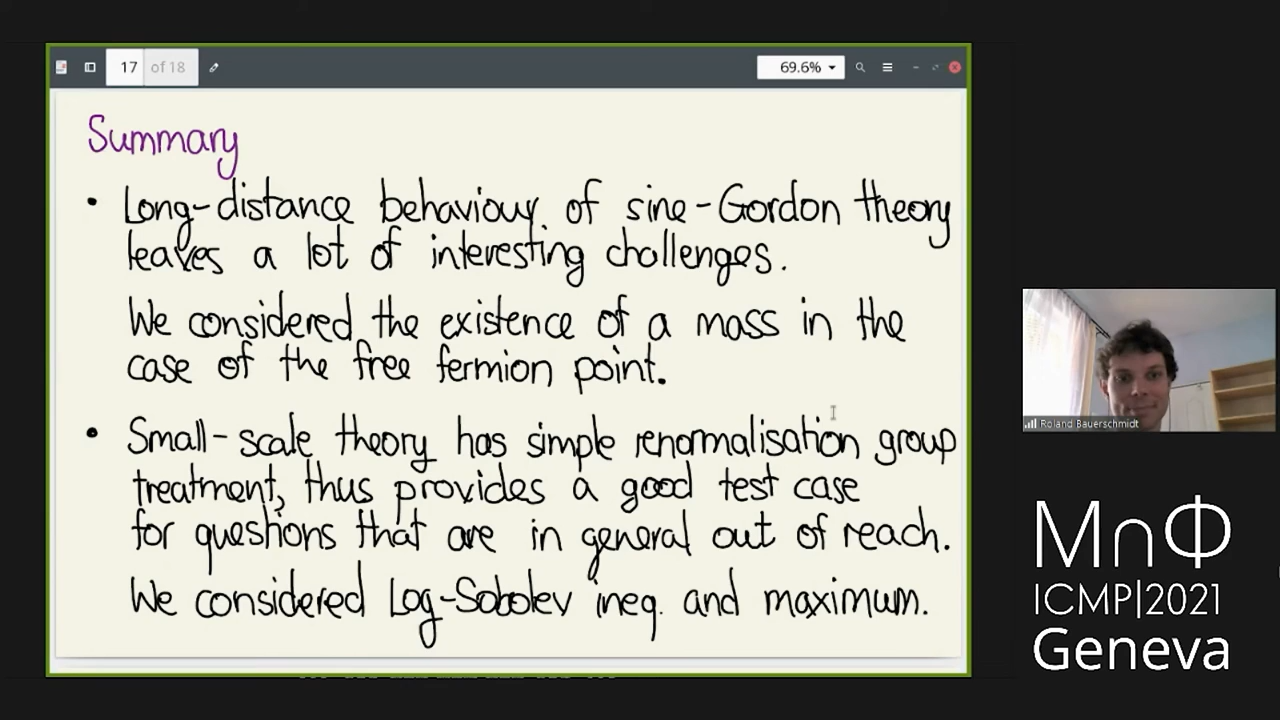 17 of 18
69.6%
Summary
• Long-distance behaviour of sine-Gordon theory
leaves a lot of interesting challenges.
We considered the existence of a mass in the
case of the free fermion point.
• Small-scale theory has simple renormalisation group
treatment, thus provides a good test case
for questions that are in general out of reach.
We considered Log-Sobolev ineq. and maximum.
Roland Bauerschmidt
M∩Φ
ICMP|2021
Geneva